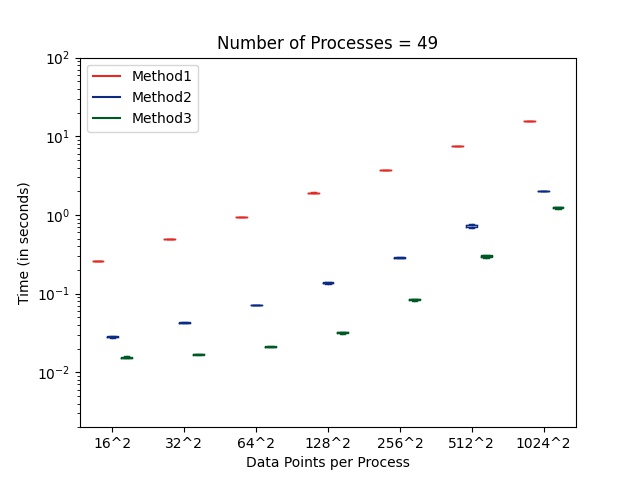 Number of Processes = 49
Method1
Method2
Method3
Time (in seconds)
10^2
10^1
10^0
10^−1
10^−2
16^2 32^2 64^2 128^2 256^2 512^2 1024^2
Data Points per Process